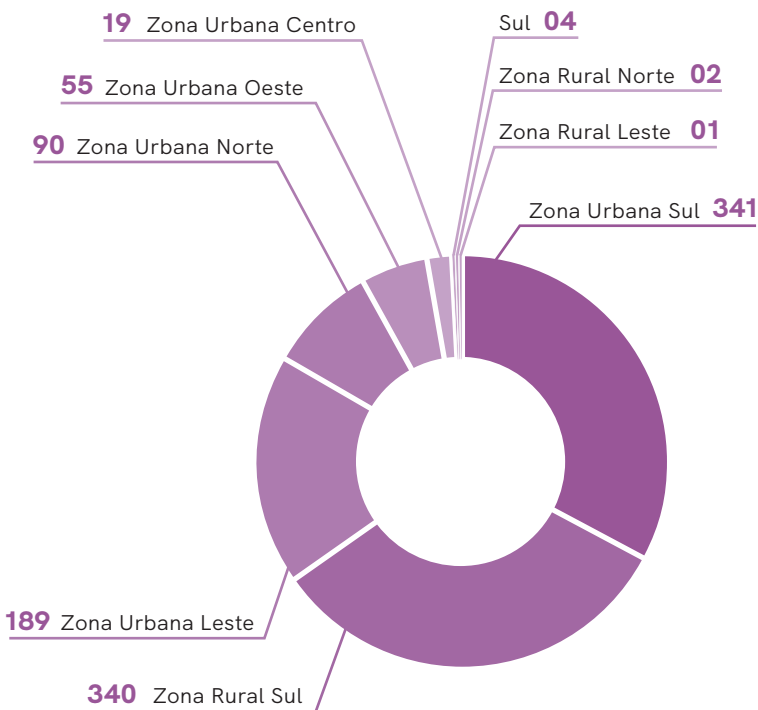 19 Zona Urbana Centro
Sul 04
55 Zona Urbana Oeste
Zona Rural Norte 02
90 Zona Urbana Norte
Zona Rural Leste 01
Zona Urbana Sul 341
189 Zona Urbana Leste
340 Zona Rural Sul